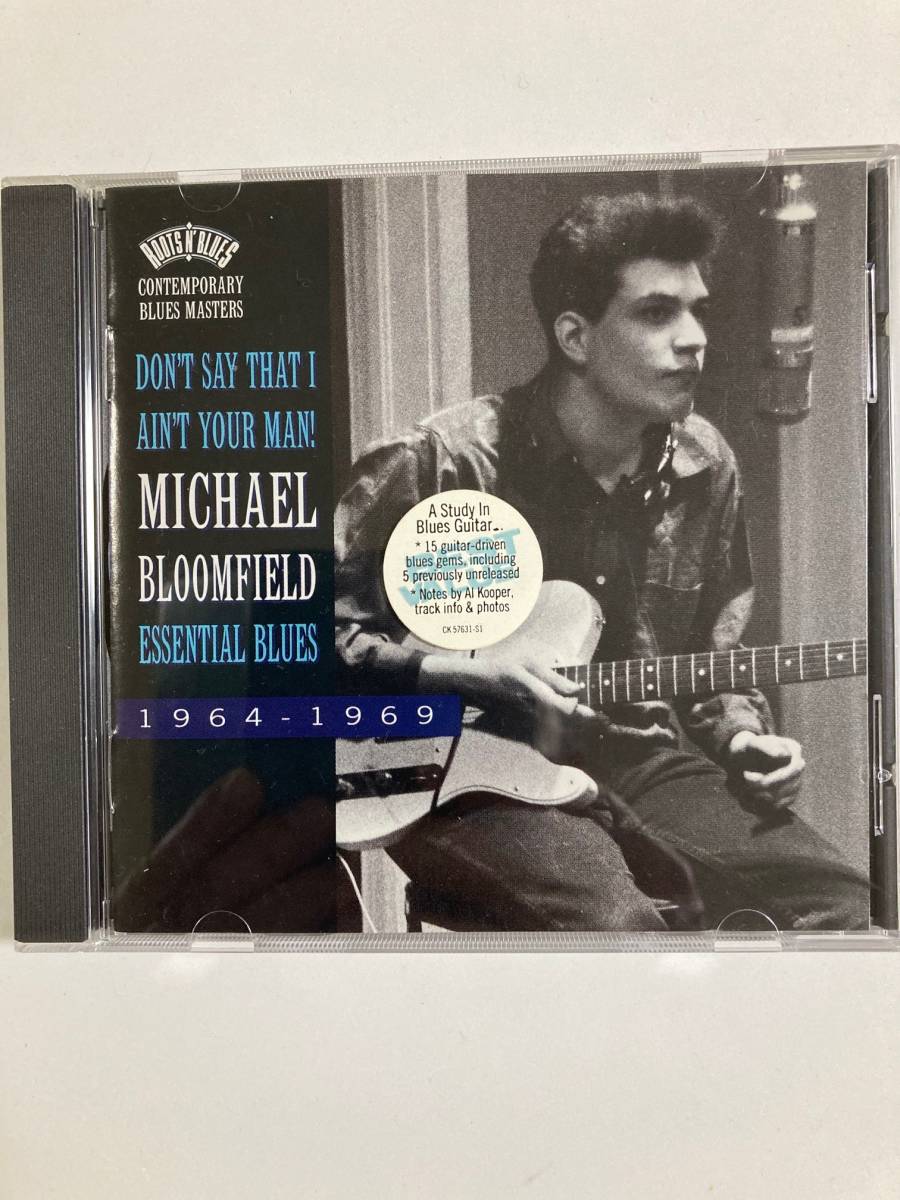 ROOTS N' BLUES
CONTEMPORARY
BLUES MASTERS
DON'T SAY THAT I
AIN'T YOUR MAN!
MICHAEL
BLOOMFIELD
ESSENTIAL BLUES
1964-1969
A Study In
Blues Guitar...
* 15 guitar-driven
blues gems, including
5 previously unreleased
* Notes by Al Kooper,
track info & photos
CK 57631-S1
BEST
VALUE